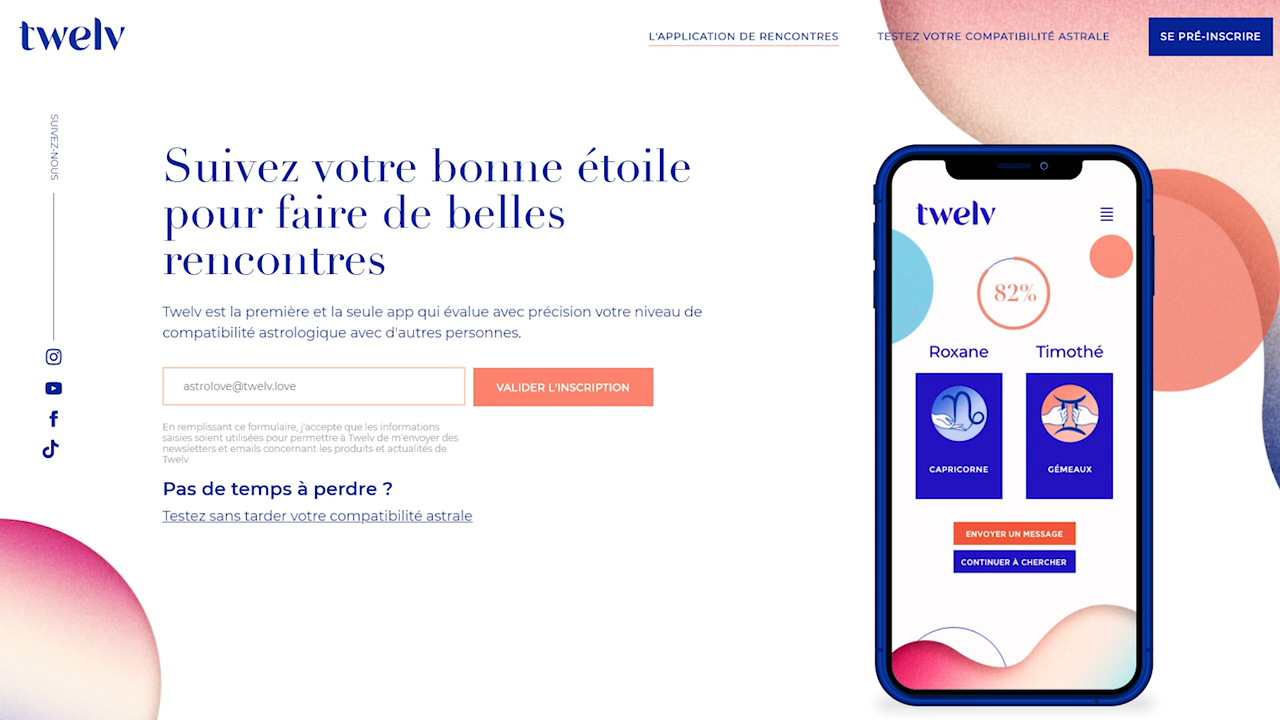 twelv
L'APPLICATION DE RENCONTRES
TESTEZ VOTRE COMPATIBILITÉ ASTRALE
SE PRÉ-INSCRIRE
SUIVEZ-NOUS
Suivez votre bonne étoile
pour faire de belles
rencontres
Twelv est la première et la seule app qui évalue avec précision votre niveau de
compatibilité astrologique avec d'autres personnes.
astrolove@twelv.love
VALIDER L'INSCRIPTION
En remplissant ce formulaire, j'accepte que les informations
saisies soient utilisées pour permettre à Twelv de m'envoyer des
newsletters et emails concernant les produits et actualités de
Twelv.
Pas de temps à perdre ?
Testez sans tarder votre compatibilité astrale
twelv
82%
Roxane
Timothé
CAPRICORNE
GÉMEAUX
ENVOYER UN MESSAGE
CONTINUER À CHERCHER